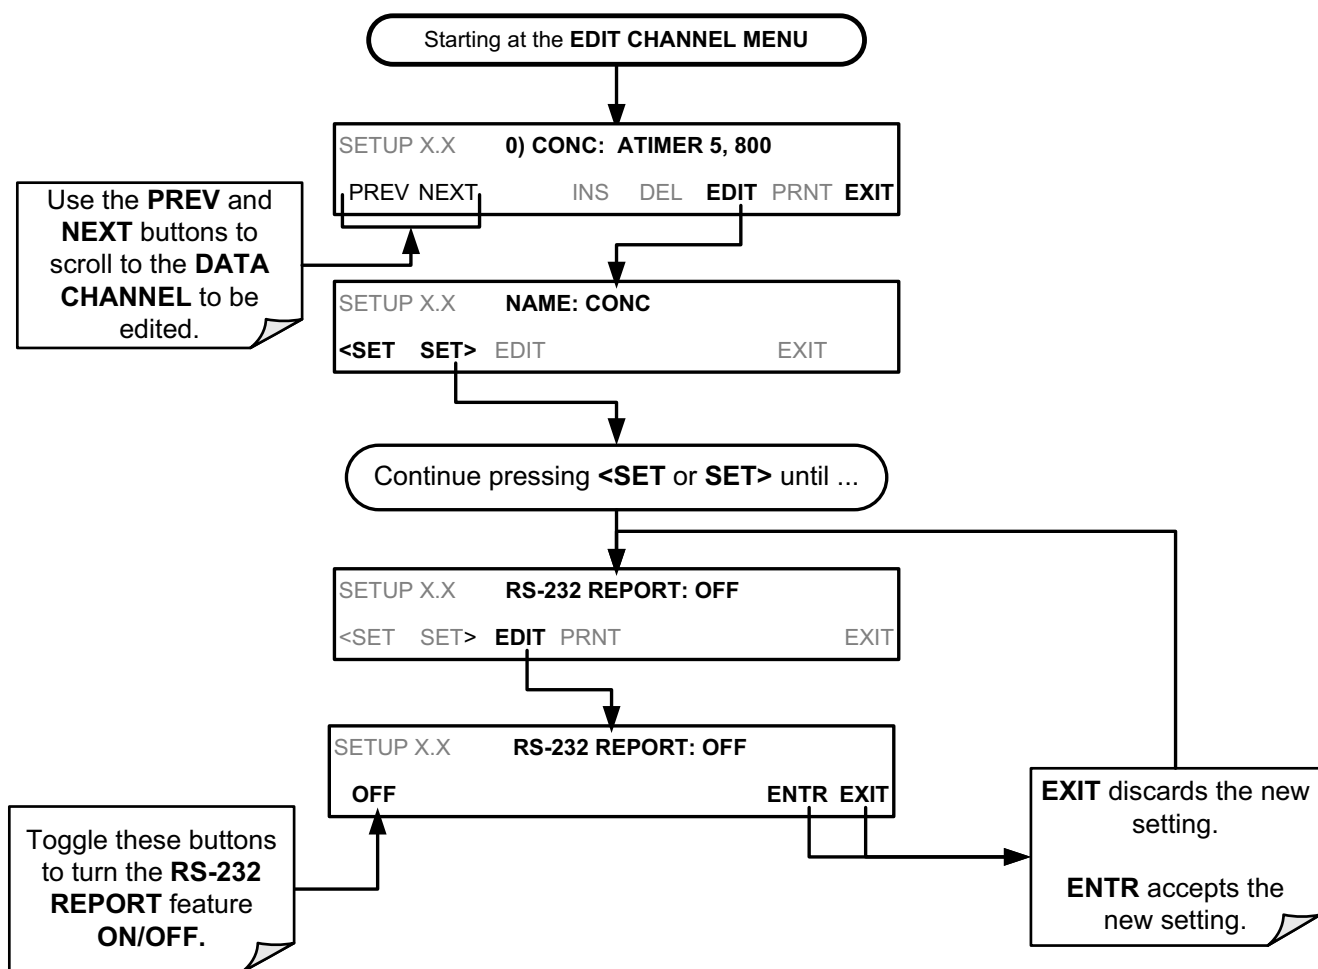 Starting at the EDIT CHANNEL MENU
SETUP X.X 0) CONC: ATIMER 5, 800
PREV NEXT INS DEL EDIT PRNT EXIT
Use the PREV and
NEXT buttons to
scroll to the DATA
CHANNEL to be
edited.
SETUP X.X NAME: CONC
<SET SET> EDIT EXIT
Continue pressing <SET or SET> until ...
SETUP X.X RS-232 REPORT: OFF
<SET SET> EDIT PRNT EXIT
SETUP X.X RS-232 REPORT: OFF
OFF ENTR EXIT
Toggle these buttons
to turn the RS-232
REPORT feature
ON/OFF.
EXIT discards the new
setting.
ENTR accepts the
new setting.